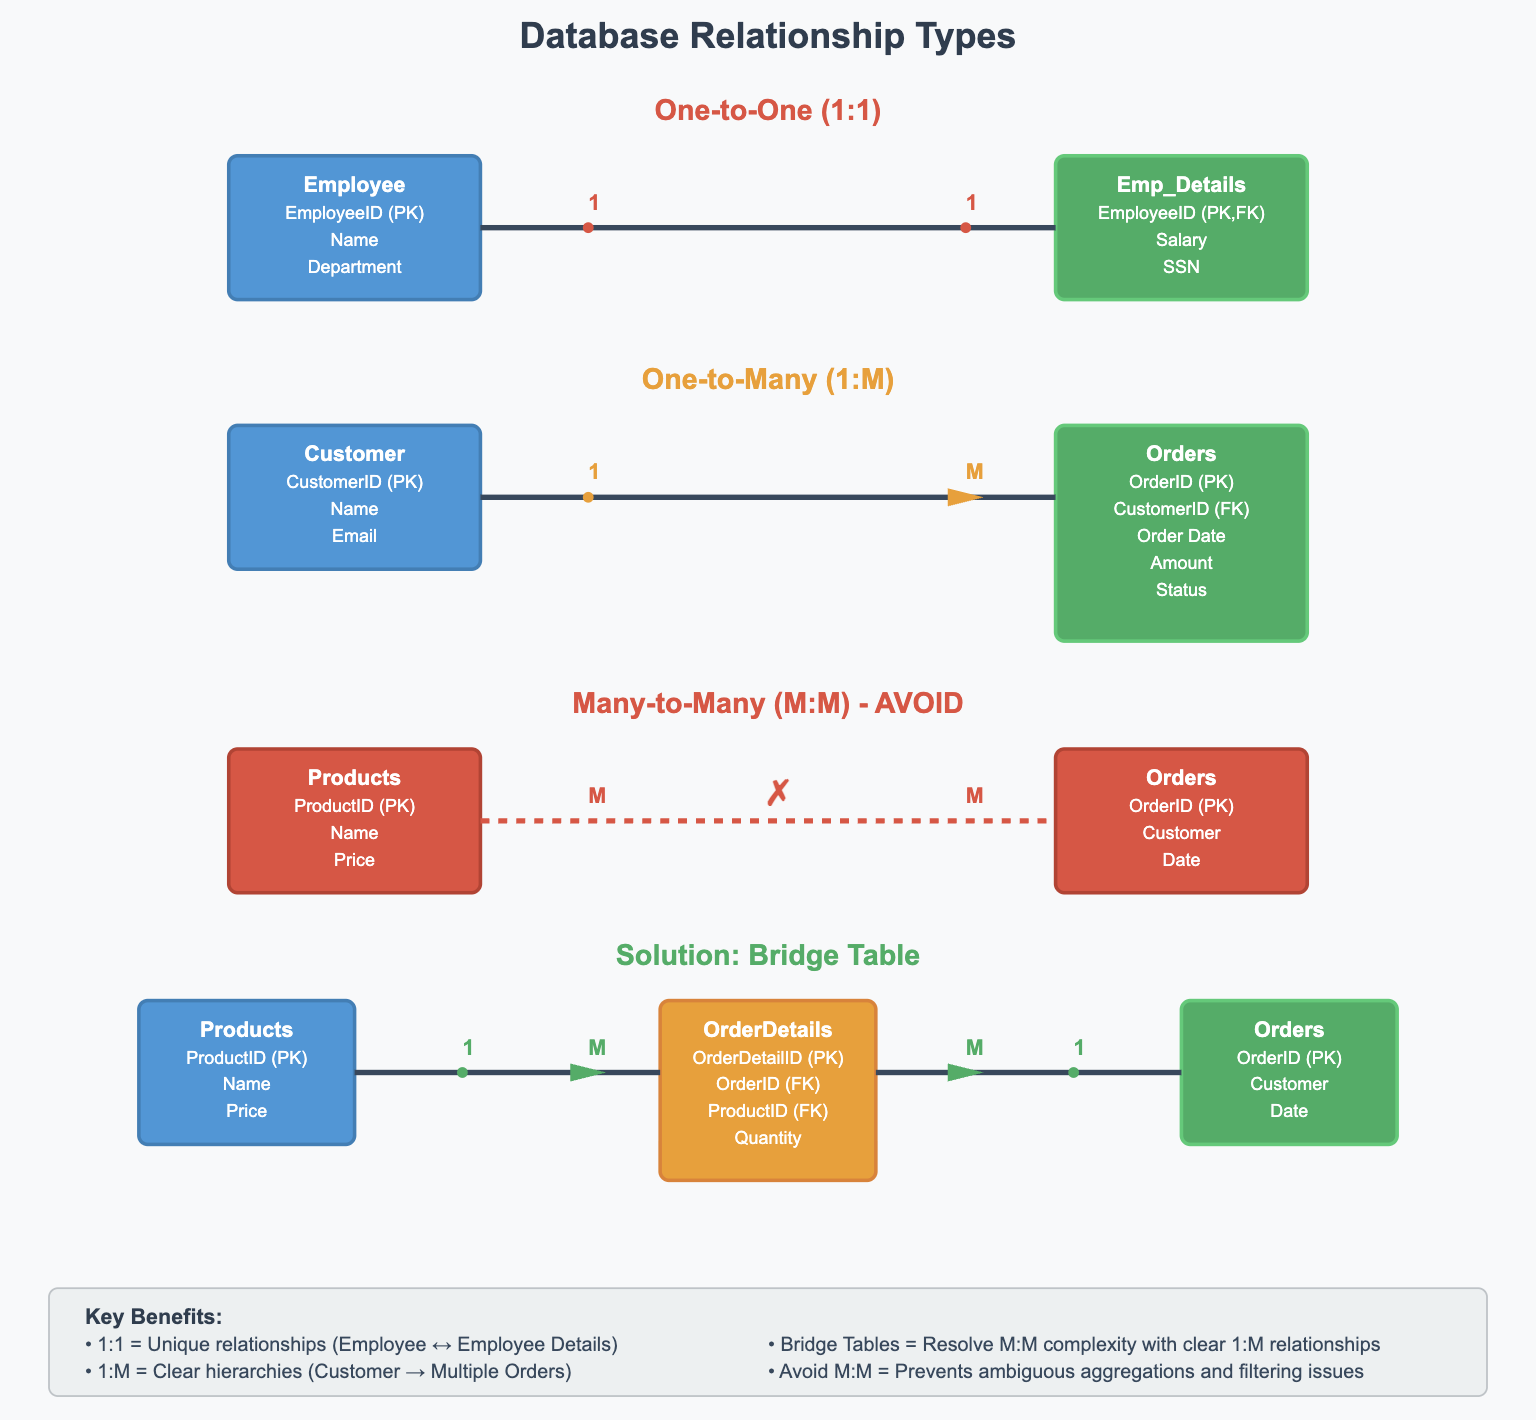 Database Relationship Types
One-to-One (1:1)
Employee
EmployeeID (PK)
Name
Department
1
1
Emp_Details
EmployeeID (PK,FK)
Salary
SSN
One-to-Many (1:M)
Customer
CustomerID (PK)
Name
Email
1
M
Orders
OrderID (PK)
CustomerID (FK)
Order Date
Amount
Status
Many-to-Many (M:M) - AVOID
Products
ProductID (PK)
Name
Price
M
✗
M
Orders
OrderID (PK)
Customer
Date
Solution: Bridge Table
Products
ProductID (PK)
Name
Price
1
M
OrderDetails
OrderDetailID (PK)
OrderID (FK)
ProductID (FK)
Quantity
M
1
Orders
OrderID (PK)
Customer
Date
Key Benefits:
• 1:1 = Unique relationships (Employee ↔ Employee Details)
• 1:M = Clear hierarchies (Customer → Multiple Orders)
• Bridge Tables = Resolve M:M complexity with clear 1:M relationships
• Avoid M:M = Prevents ambiguous aggregations and filtering issues